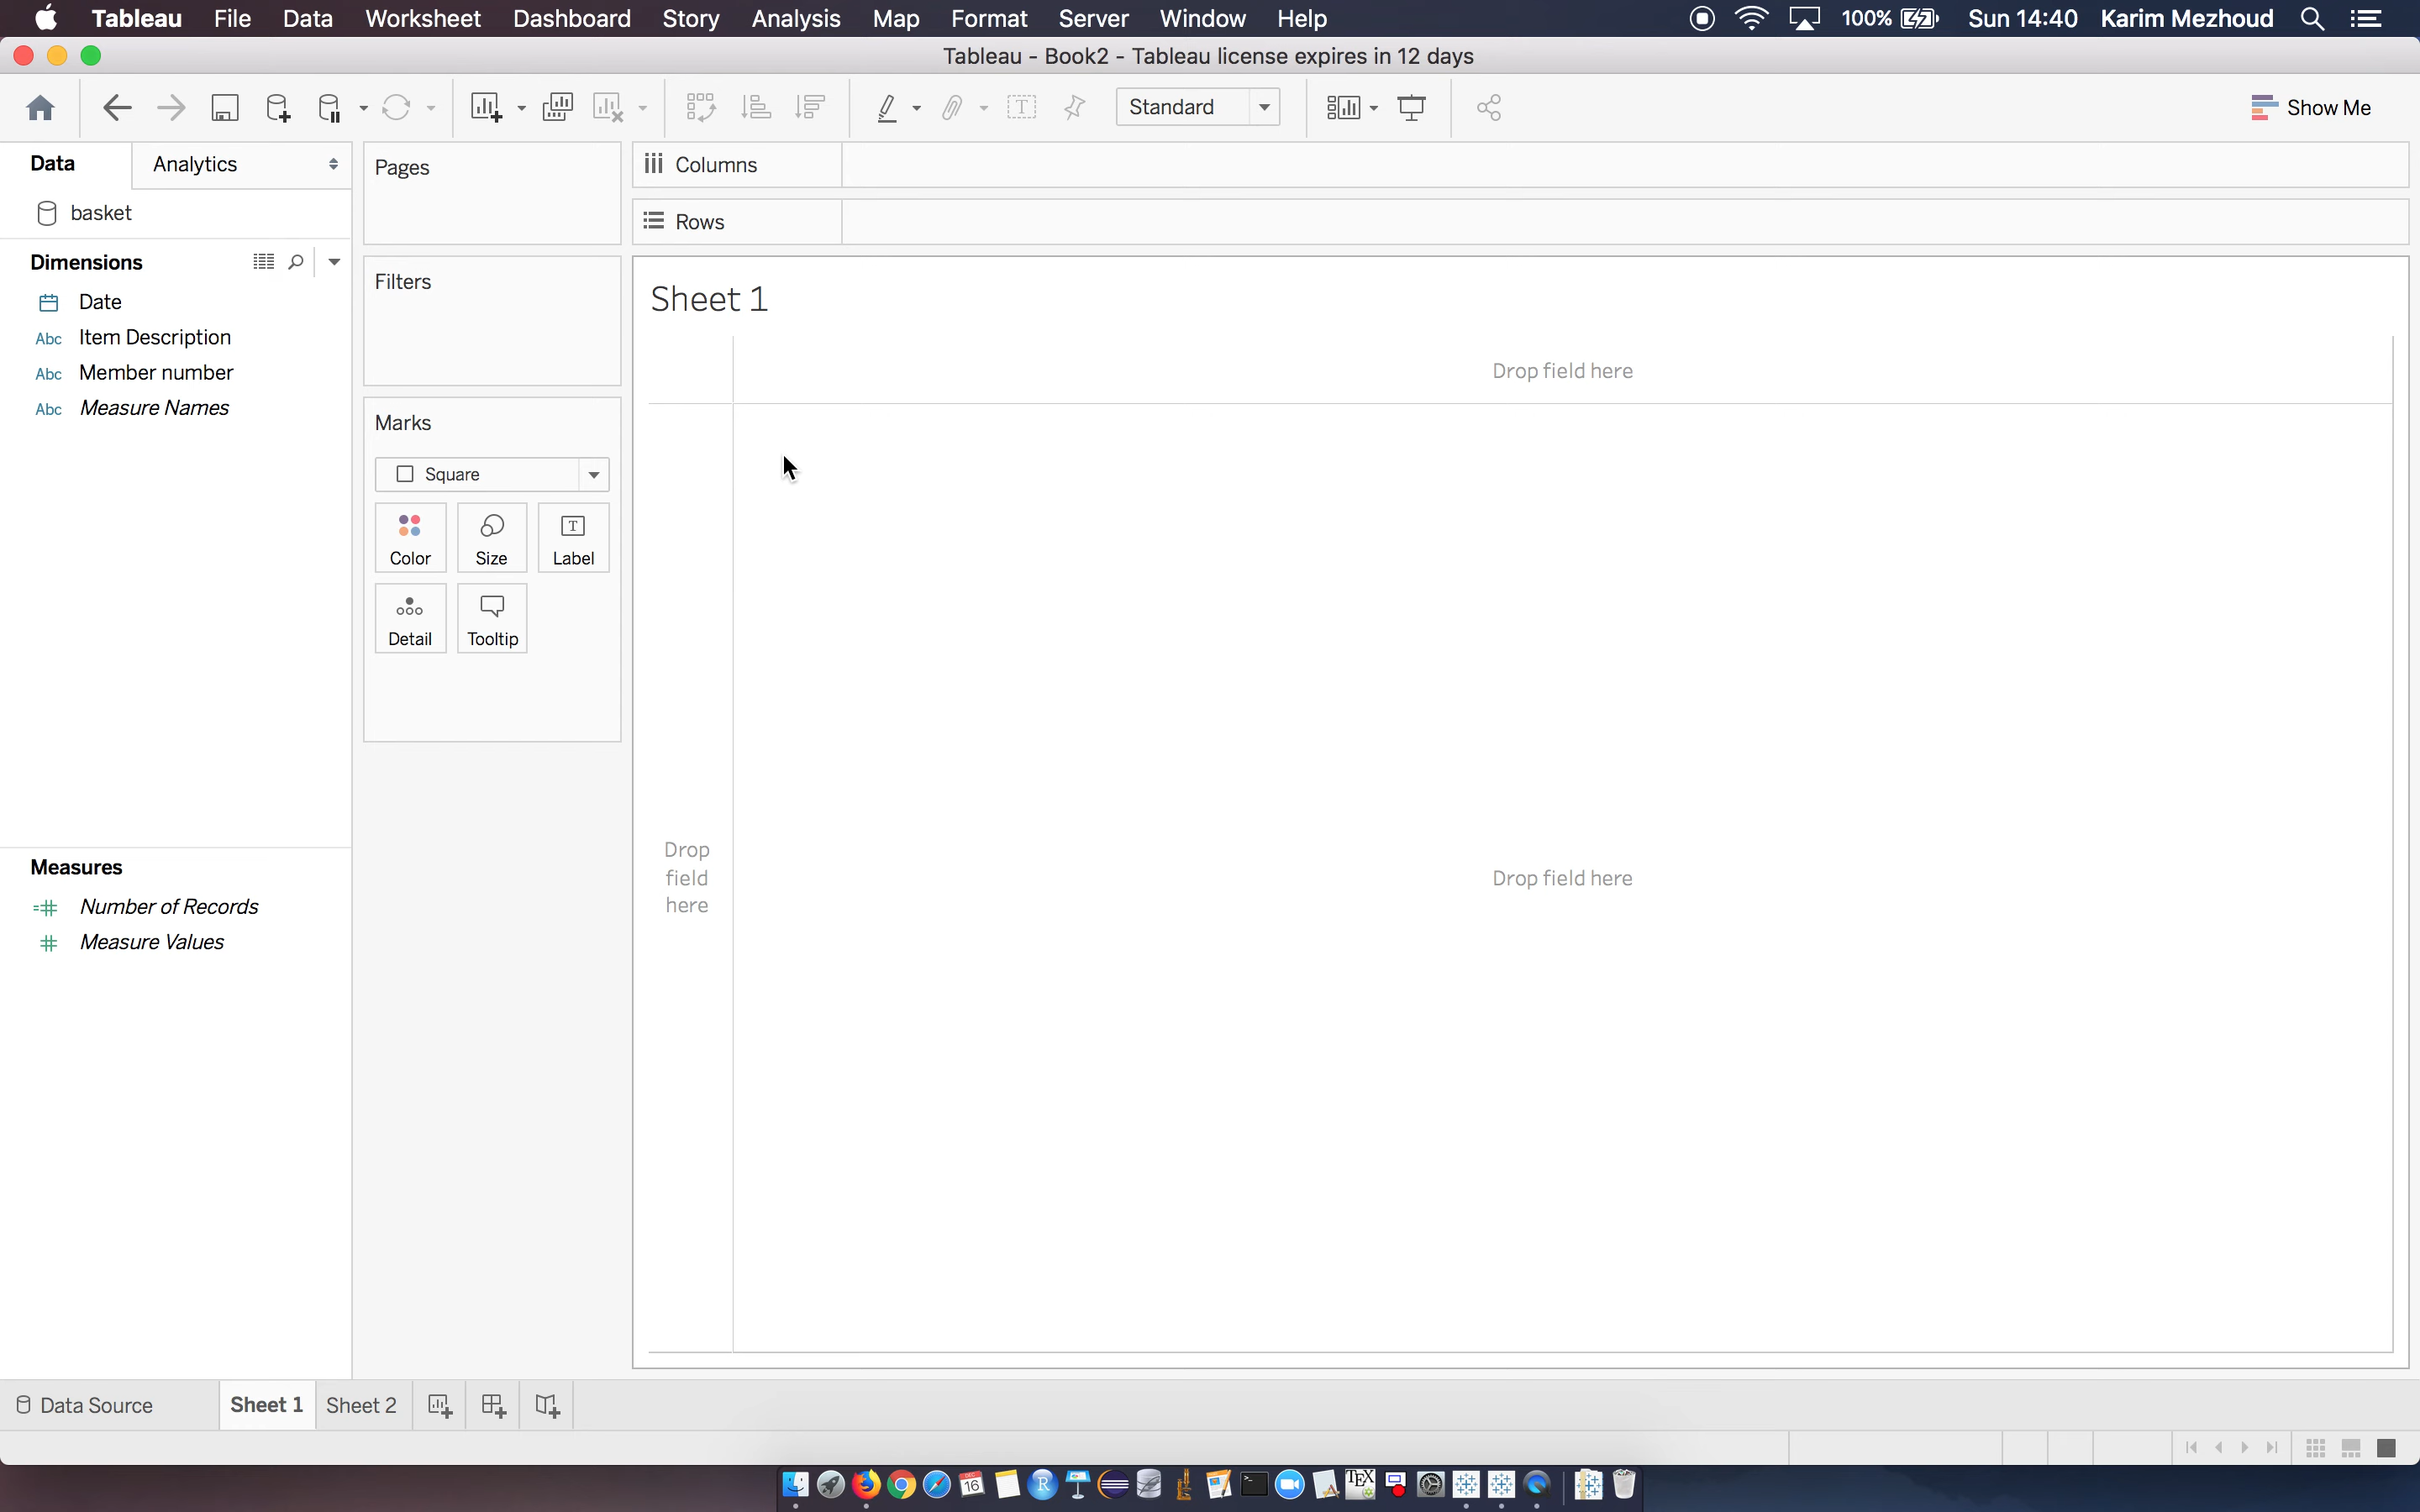 Tableau File Data Worksheet Dashboard Story Analysis Map Format Server Window Help 100% Sun 14:40 Karim Mezhoud
Tableau - Book2 - Tableau license expires in 12 days
Standard Show Me
Data Analytics
basket
Dimensions
Date
Abc Item Description
Abc Member number
Abc Measure Names
Measures
Number of Records
Measure Values
Pages
Filters
Marks
Square
Color Size Label
Detail Tooltip
Columns
Rows
Sheet 1
Drop field here
Drop
field
here
Drop field here
Data Source Sheet 1 Sheet 2
DEC
16
R
TEX